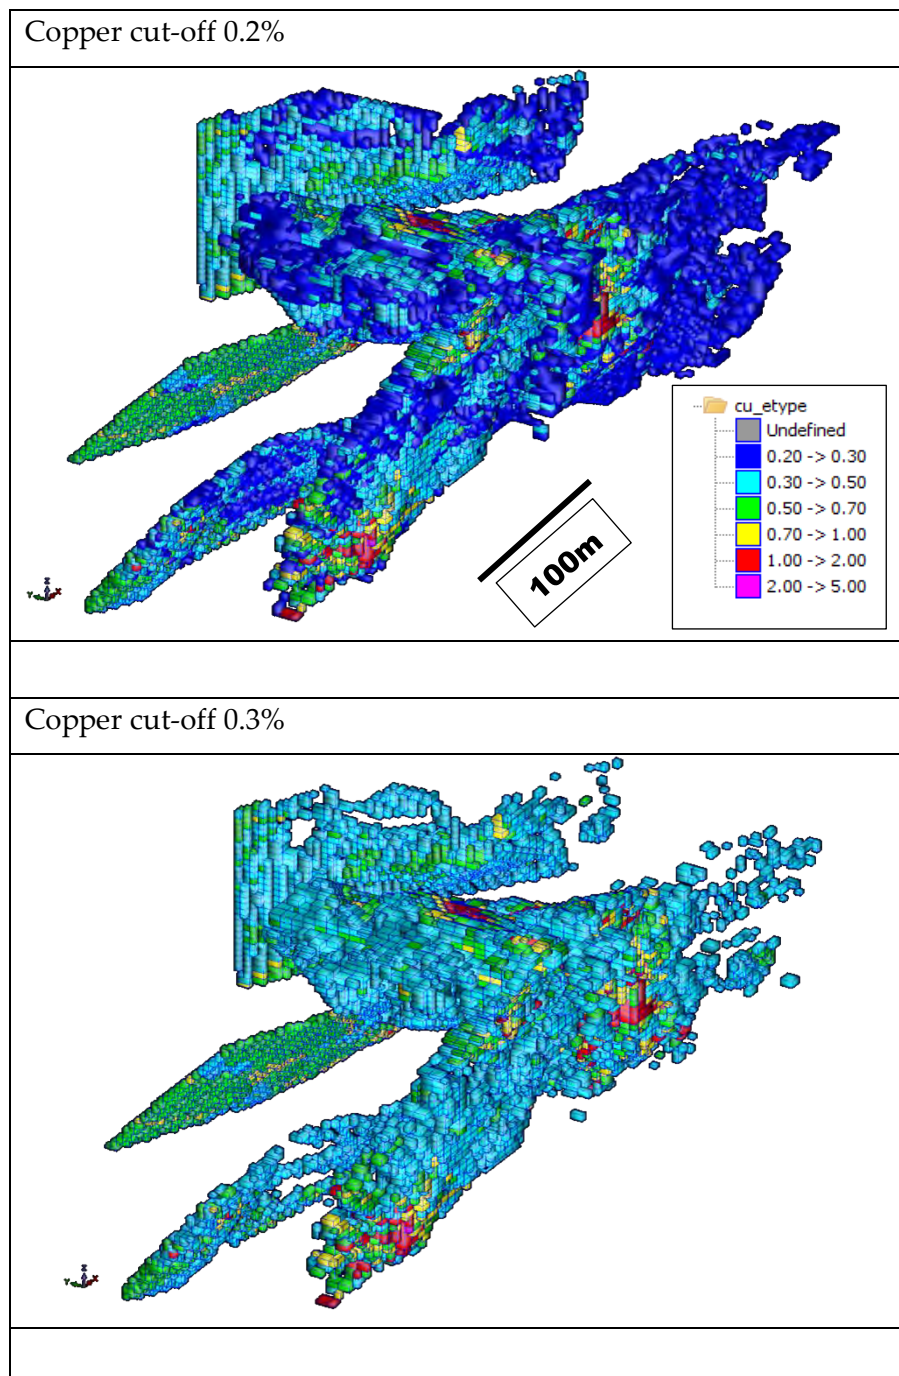 Copper cut-off 0.2%
cu_etype
Undefined
0.20 -> 0.30
0.30 -> 0.50
0.50 -> 0.70
0.70 -> 1.00
1.00 -> 2.00
2.00 -> 5.00
100m
Z
Y X
Copper cut-off 0.3%
Z
Y X